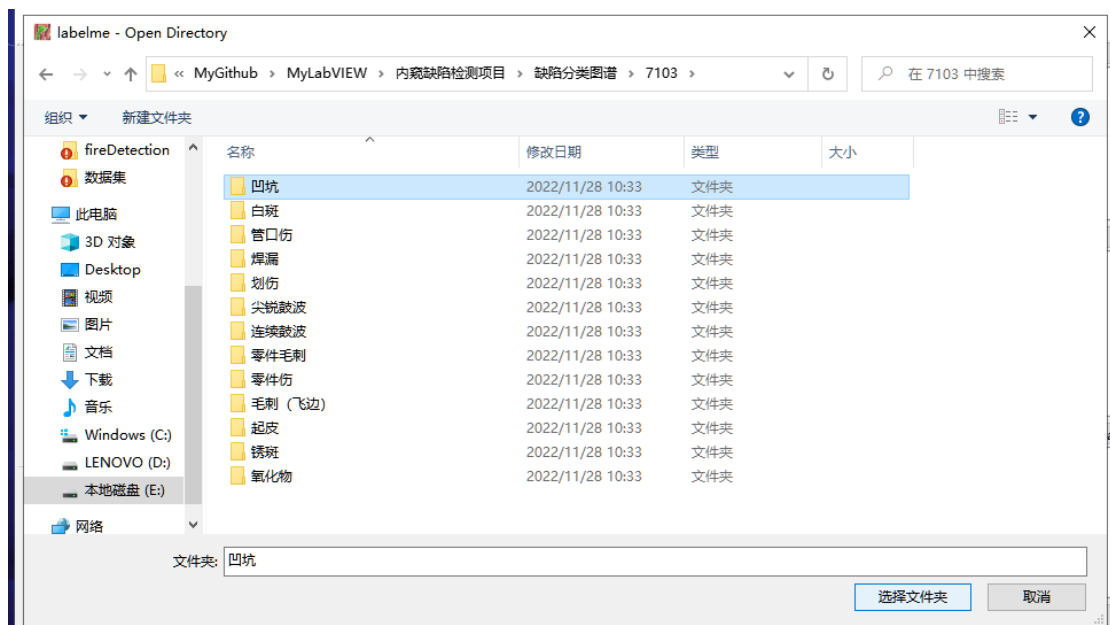 labelme - Open Directory
« MyGithub › MyLabVIEW › 内窥缺陷检测项目 › 缺陷分类图谱 › 7103 ›
在 7103 中搜索
组织
新建文件夹
fireDetection
数据集
此电脑
3D 对象
Desktop
视频
图片
文档
下载
音乐
Windows (C:)
LENOVO (D:)
本地磁盘 (E:)
网络
名称 修改日期 类型 大小
凹坑 2022/11/28 10:33 文件夹
白斑 2022/11/28 10:33 文件夹
管口伤 2022/11/28 10:33 文件夹
焊漏 2022/11/28 10:33 文件夹
划伤 2022/11/28 10:33 文件夹
尖锐鼓波 2022/11/28 10:33 文件夹
连续鼓波 2022/11/28 10:33 文件夹
零件毛刺 2022/11/28 10:33 文件夹
零件伤 2022/11/28 10:33 文件夹
毛刺（飞边） 2022/11/28 10:33 文件夹
起皮 2022/11/28 10:33 文件夹
锈斑 2022/11/28 10:33 文件夹
氧化物 2022/11/28 10:33 文件夹
文件夹: 凹坑
选择文件夹 取消